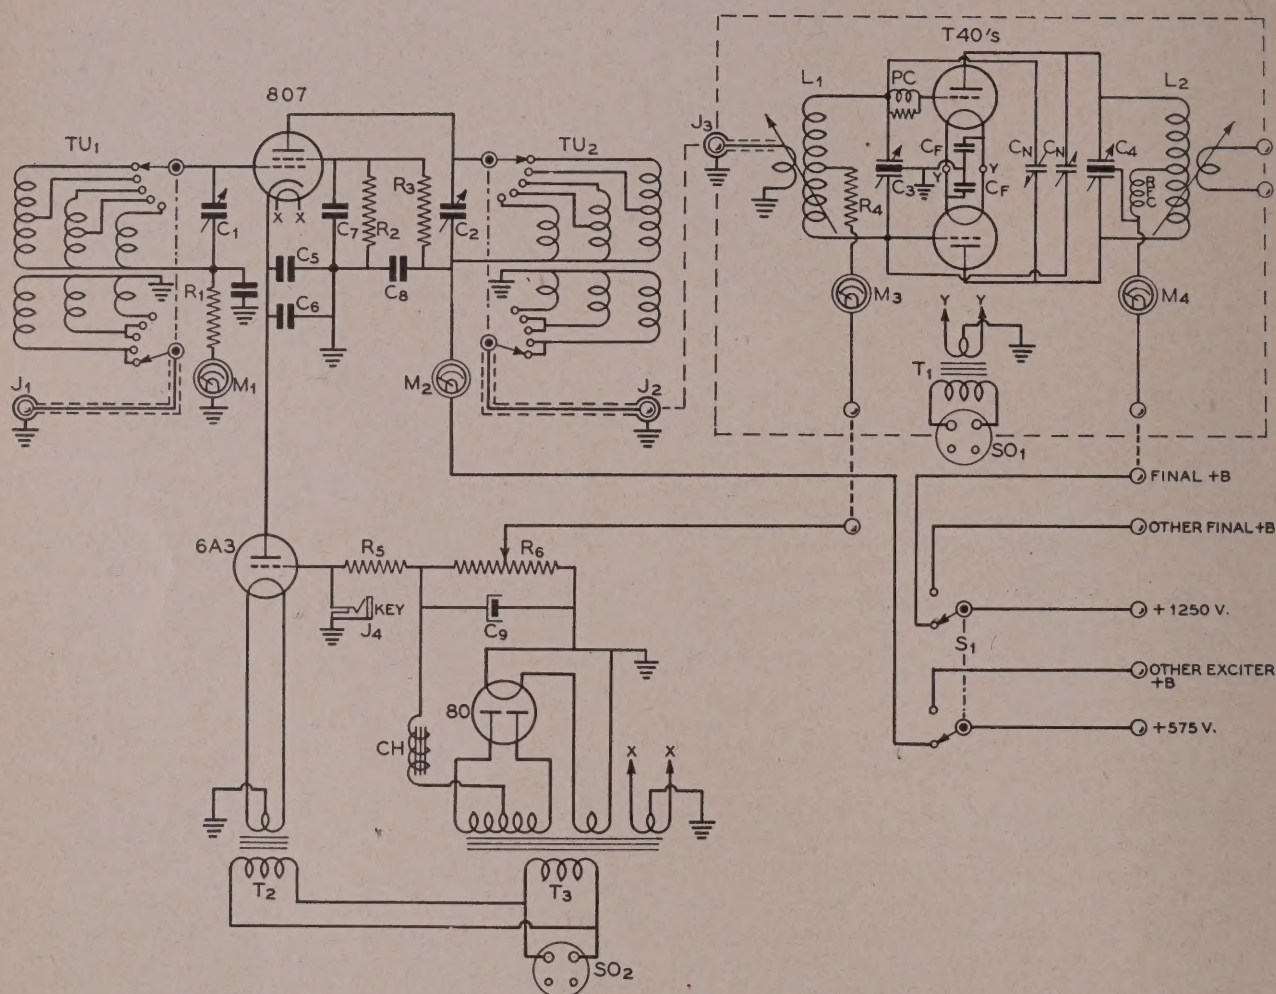 T40's
L1
PC
L2
807
TU1
TU2
J3
CF
CN
CN
C4
R3
Y
Y
CF
C3
R4
RFC
X X
C1
C7
R2
C2
C5
R1
C8
C6
M3
M4
Y Y
M1
M2
J1
J2
T1
SO1
FINAL +B
OTHER FINAL +B
6A3
R5
R6
KEY
J4
C9
+1250 V.
S1
OTHER EXCITER
+B
80
+575 V.
CH
X X
T2
T3
SO2